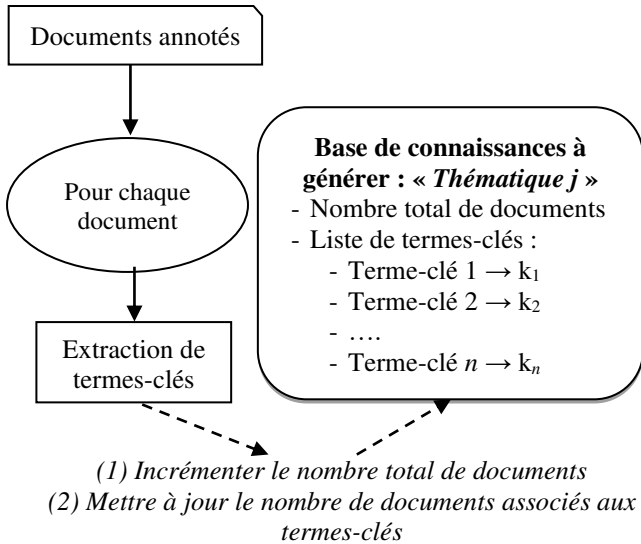 Documents annotés
Pour chaque
document
Extraction de
termes-clés
Base de connaissances à
générer : « Thématique j »
- Nombre total de documents
- Liste de termes-clés :
- Terme-clé 1 → k₁
- Terme-clé 2 → k₂
- ….
- Terme-clé n → kₙ
(1) Incrémenter le nombre total de documents
(2) Mettre à jour le nombre de documents associés aux
termes-clés